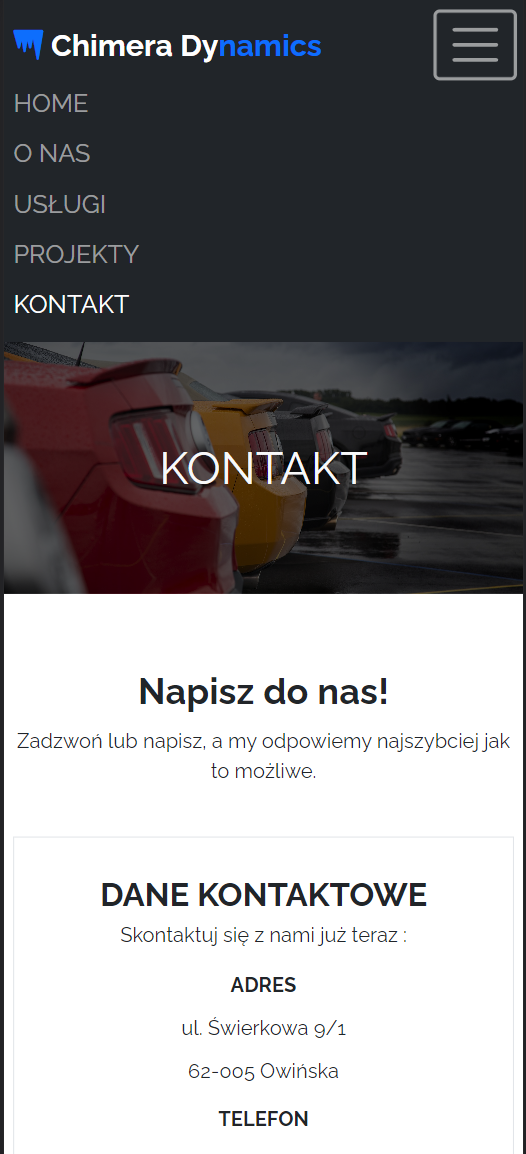 Chimera Dynamics
HOME
O NAS
USŁUGI
PROJEKTY
KONTAKT
KONTAKT
Napisz do nas!
Zadzwoń lub napisz, a my odpowiemy najszybciej jak
to możliwe.
DANE KONTAKTOWE
Skontaktuj się z nami już teraz :
ADRES
ul. Świerkowa 9/1
62-005 Owińska
TELEFON